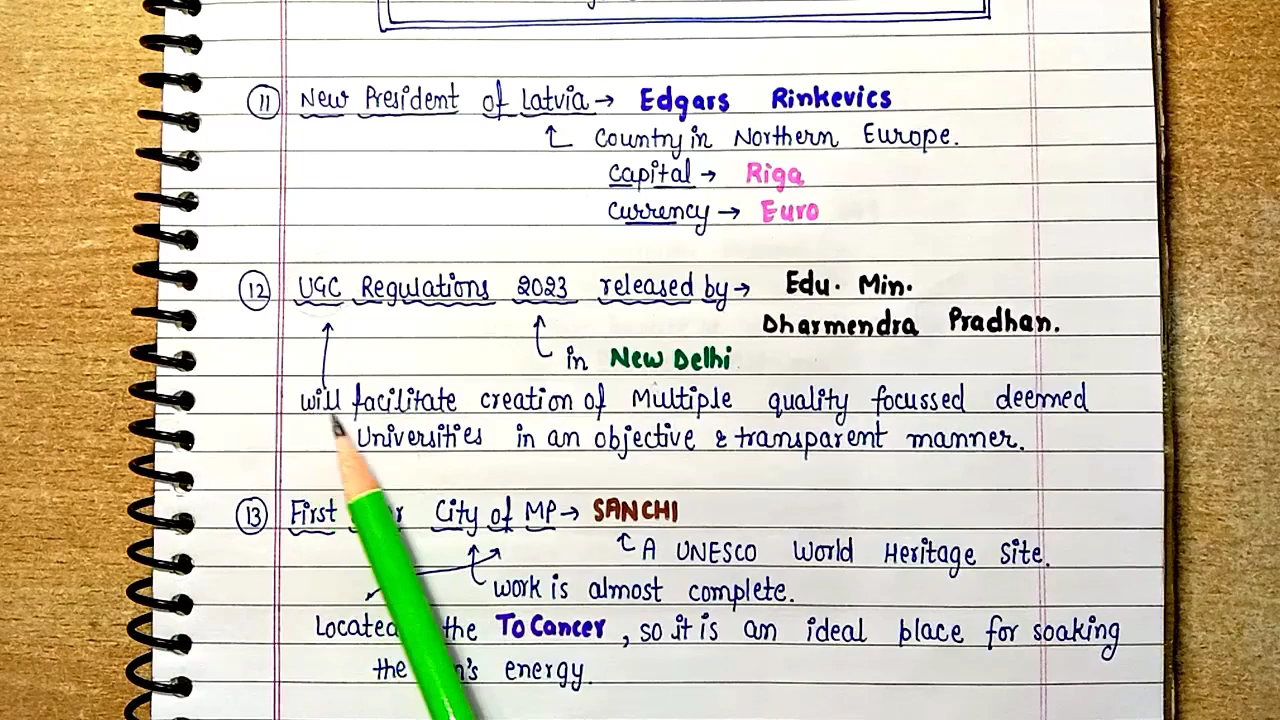 11 New President of Latvia → Edgars Rinkevics
Country in Northern Europe.
Capital → Riga
Currency → Euro
12 UGC Regulations 2023 released by → Edu. Min.
Dharmendra Pradhan.
in New Delhi
will facilitate creation of Multiple quality focussed deemed
Universities in an objective & transparent manner.
13 First City of MP → SANCHI
A UNESCO World Heritage Site.
work is almost complete.
Located the To Cancer, so it is an ideal place for soaking
the energy.